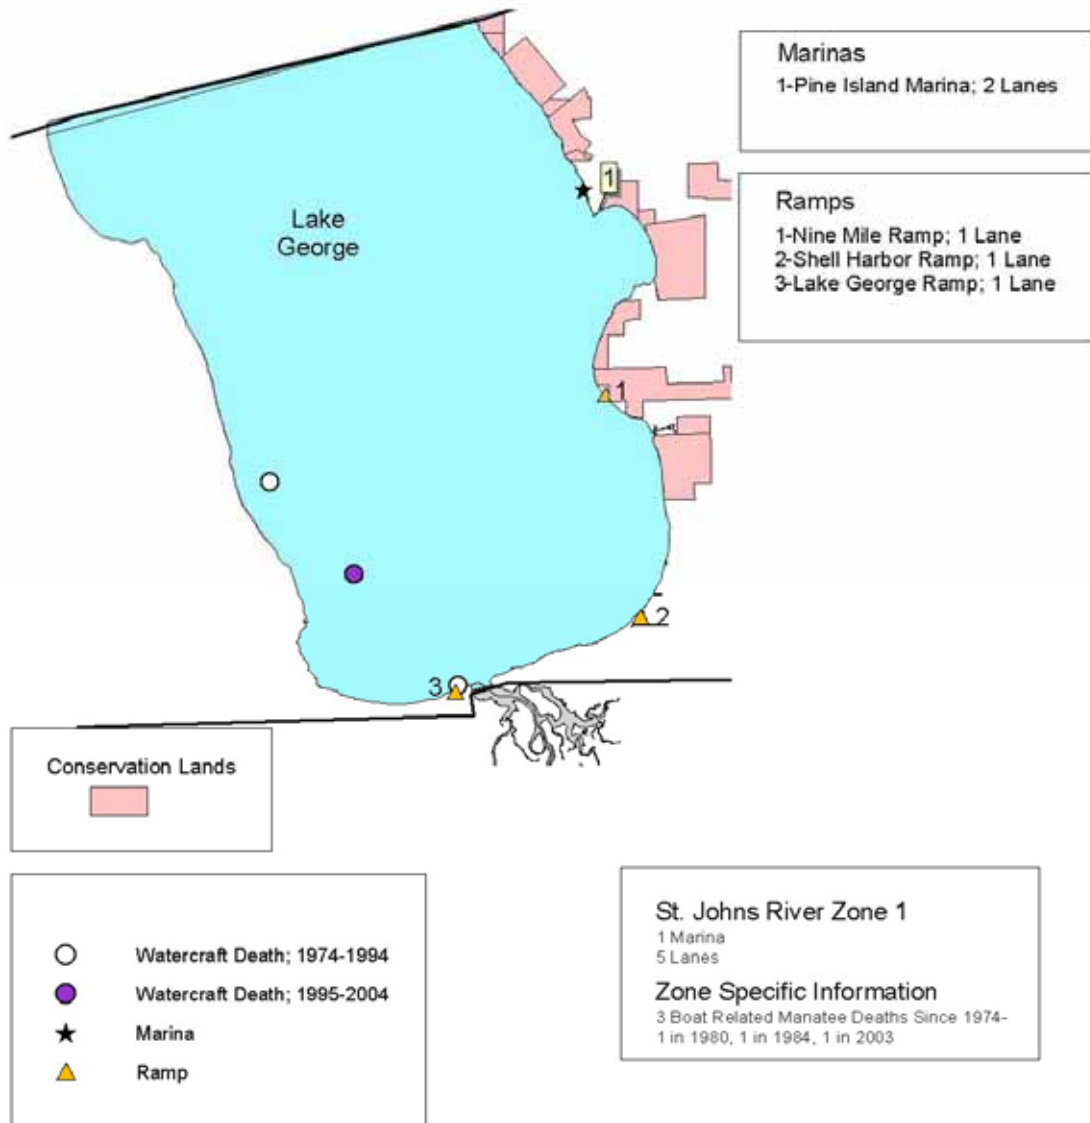 Marinas
1-Pine Island Marina; 2 Lanes
Ramps
1-Nine Mile Ramp; 1 Lane
2-Shell Harbor Ramp; 1 Lane
3-Lake George Ramp; 1 Lane
Lake
George
1
1
2
3
Conservation Lands
Watercraft Death; 1974-1994
Watercraft Death; 1995-2004
Marina
Ramp
St. Johns River Zone 1
1 Marina
5 Lanes
Zone Specific Information
3 Boat Related Manatee Deaths Since 1974-
1 in 1980, 1 in 1984, 1 in 2003